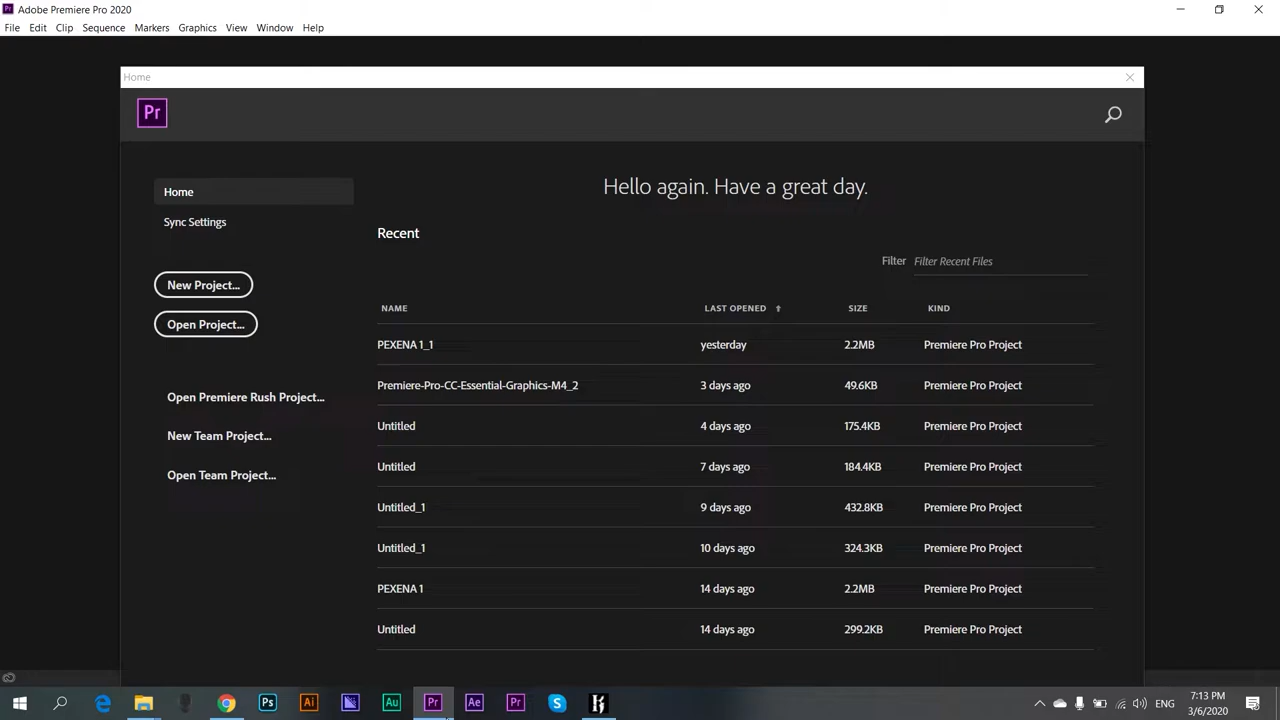 Adobe Premiere Pro 2020
File Edit Clip Sequence Markers Graphics View Window Help
Home
Pr
Hello again. Have a great day.
Home
Sync Settings
New Project...
Open Project...
Open Premiere Rush Project...
New Team Project...
Open Team Project...
Recent
Filter Filter Recent Files
NAME LAST OPENED SIZE KIND
PEXENA 1_1 yesterday 2.2MB Premiere Pro Project
Premiere-Pro-CC-Essential-Graphics-M4_2 3 days ago 49.6KB Premiere Pro Project
Untitled 4 days ago 175.4KB Premiere Pro Project
Untitled 7 days ago 184.4KB Premiere Pro Project
Untitled_1 9 days ago 432.8KB Premiere Pro Project
Untitled_1 10 days ago 324.3KB Premiere Pro Project
PEXENA 1 14 days ago 2.2MB Premiere Pro Project
Untitled 14 days ago 299.2KB Premiere Pro Project
Ps Ai Au Pr Ae Pr S K ENG 7:13 PM
3/6/2020